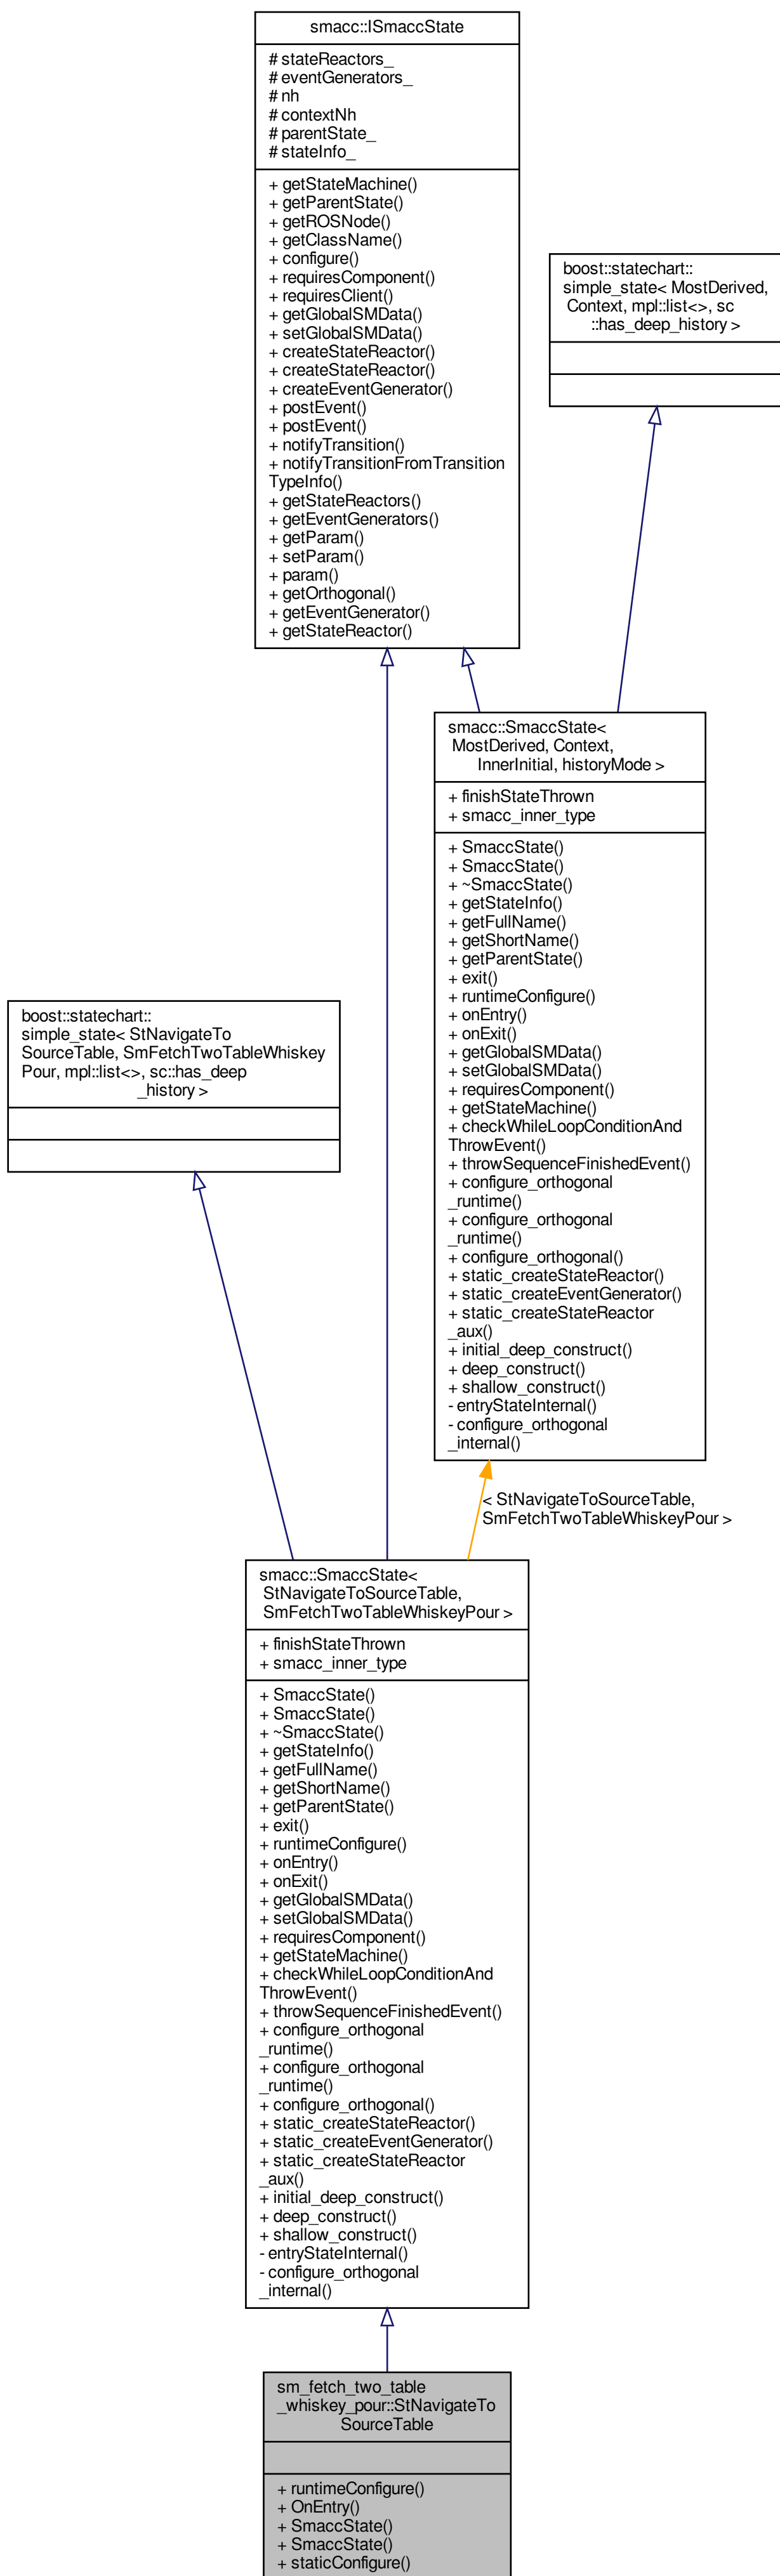 smacc::ISmaccState
# stateReactors_
# eventGenerators_
# nh
# contextNh
# parentState_
# stateInfo_
+ getStateMachine()
+ getParentState()
+ getROSNode()
+ getClassName()
+ configure()
+ requiresComponent()
+ requiresClient()
+ getGlobalSMData()
+ setGlobalSMData()
+ createStateReactor()
+ createStateReactor()
+ createEventGenerator()
+ postEvent()
+ postEvent()
+ notifyTransition()
+ notifyTransitionFromTransition
TypeInfo()
+ getStateReactors()
+ getEventGenerators()
+ getParam()
+ setParam()
+ param()
+ getOrthogonal()
+ getEventGenerator()
+ getStateReactor()
boost::statechart::
simple_state< MostDerived,
Context, mpl::list<>, sc
::has_deep_history >
smacc::SmaccState<
MostDerived, Context,
InnerInitial, historyMode >
+ finishStateThrown
+ smacc_inner_type
+ SmaccState()
+ SmaccState()
+ ~SmaccState()
+ getStateInfo()
+ getFullName()
+ getShortName()
+ getParentState()
+ exit()
+ runtimeConfigure()
+ onEntry()
+ onExit()
+ getGlobalSMData()
+ setGlobalSMData()
+ requiresComponent()
+ getStateMachine()
+ checkWhileLoopConditionAnd
ThrowEvent()
+ throwSequenceFinishedEvent()
+ configure_orthogonal
_runtime()
+ configure_orthogonal
_runtime()
+ configure_orthogonal()
+ static_createStateReactor()
+ static_createEventGenerator()
+ static_createStateReactor
_aux()
+ initial_deep_construct()
+ deep_construct()
+ shallow_construct()
- entryStateInternal()
- configure_orthogonal
_internal()
boost::statechart::
simple_state< StNavigateTo
SourceTable, SmFetchTwoTableWhiskey
Pour, mpl::list<>, sc::has_deep
_history >
< StNavigateToSourceTable,
SmFetchTwoTableWhiskeyPour >
smacc::SmaccState<
StNavigateToSourceTable,
SmFetchTwoTableWhiskeyPour >
+ finishStateThrown
+ smacc_inner_type
+ SmaccState()
+ SmaccState()
+ ~SmaccState()
+ getStateInfo()
+ getFullName()
+ getShortName()
+ getParentState()
+ exit()
+ runtimeConfigure()
+ onEntry()
+ onExit()
+ getGlobalSMData()
+ setGlobalSMData()
+ requiresComponent()
+ getStateMachine()
+ checkWhileLoopConditionAnd
ThrowEvent()
+ throwSequenceFinishedEvent()
+ configure_orthogonal
_runtime()
+ configure_orthogonal
_runtime()
+ configure_orthogonal()
+ static_createStateReactor()
+ static_createEventGenerator()
+ static_createStateReactor
_aux()
+ initial_deep_construct()
+ deep_construct()
+ shallow_construct()
- entryStateInternal()
- configure_orthogonal
_internal()
sm_fetch_two_table
_whiskey_pour::StNavigateTo
SourceTable
+ runtimeConfigure()
+ OnEntry()
+ SmaccState()
+ SmaccState()
+ staticConfigure()